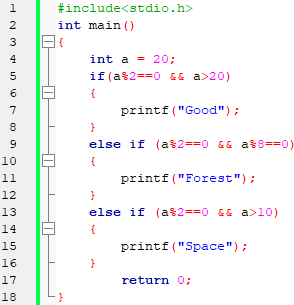 1 #include<stdio.h>
2 int main()
3 {
4 int a = 20;
5 if(a%2==0 && a>20)
6 {
7 printf("Good");
8 }
9 else if (a%2==0 && a%8==0)
10 {
11 printf("Forest");
12 }
13 else if (a%2==0 && a>10)
14 {
15 printf("Space");
16 }
17 return 0;
18 }